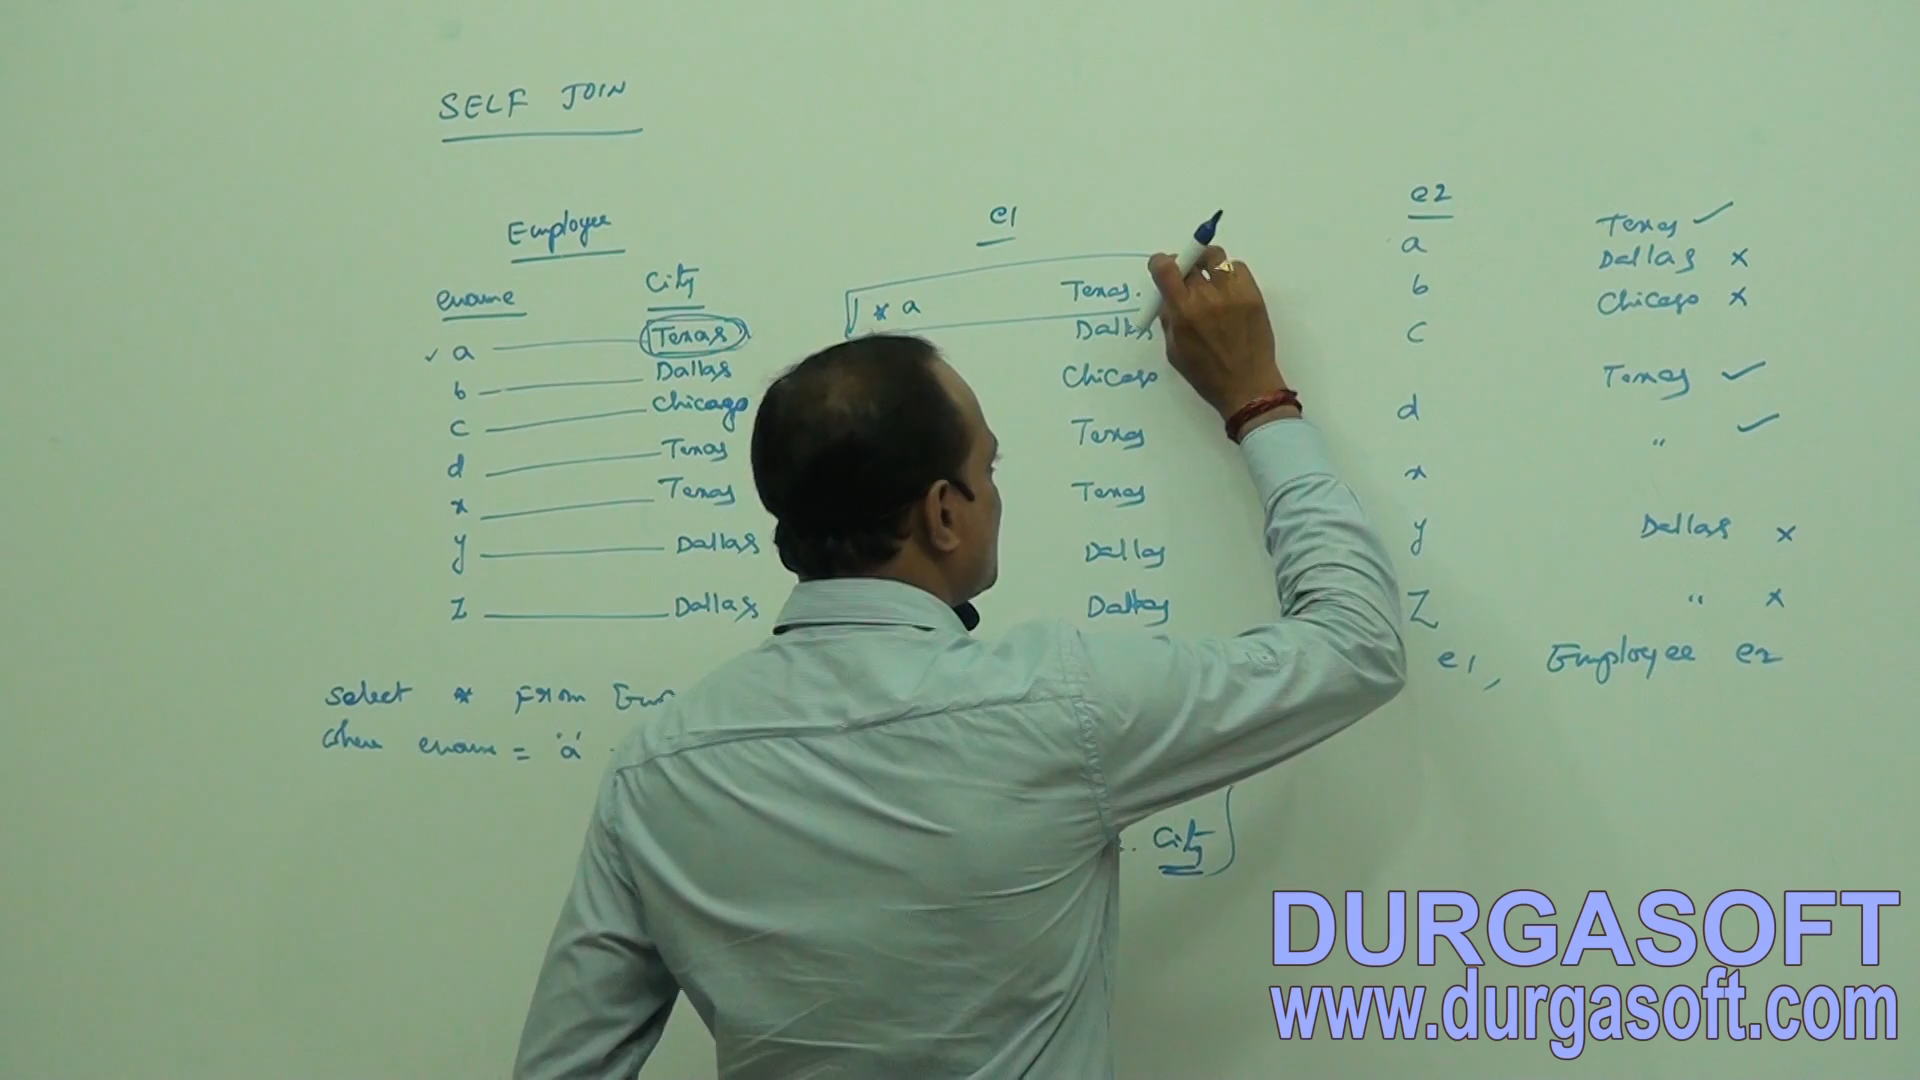 SELF JOIN
Employee
ename City
a Texas
b Dallas
c Chicago
d Texas
x Texas
y Dallas
Z Dallas
e1
* a Texas.
Dallas
Chicago
Texas
Texas
Dallas
Dallas
e2
a Texas ✓
b Dallas x
c Chicago x
d Texas ✓
x " ✓
y Dallas x
Z " x
select * From
e1, Employee e2
where ename = 'a'
. City
DURGASOFT
www.durgasoft.com